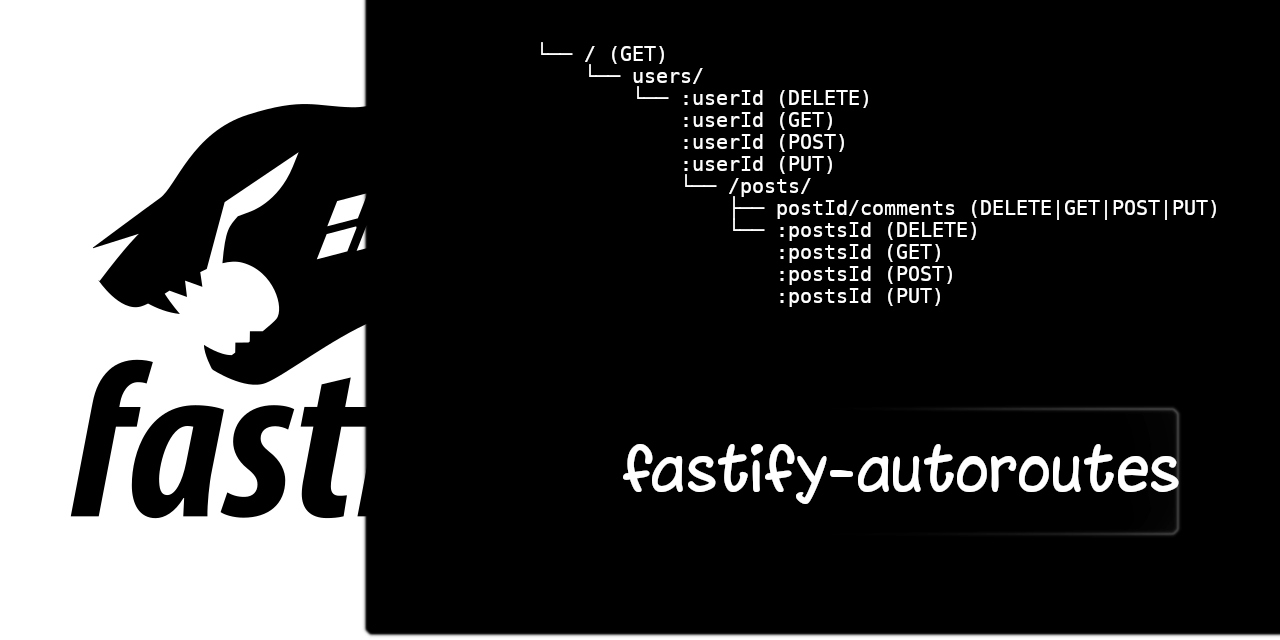 └── / (GET)
    └── users/
        └── :userId (DELETE)
            :userId (GET)
            :userId (POST)
            :userId (PUT)
            └── /posts/
                ├── postId/comments (DELETE|GET|POST|PUT)
                └── :postsId (DELETE)
                    :postsId (GET)
                    :postsId (POST)
                    :postsId (PUT)
fast
fastify-autoroutes